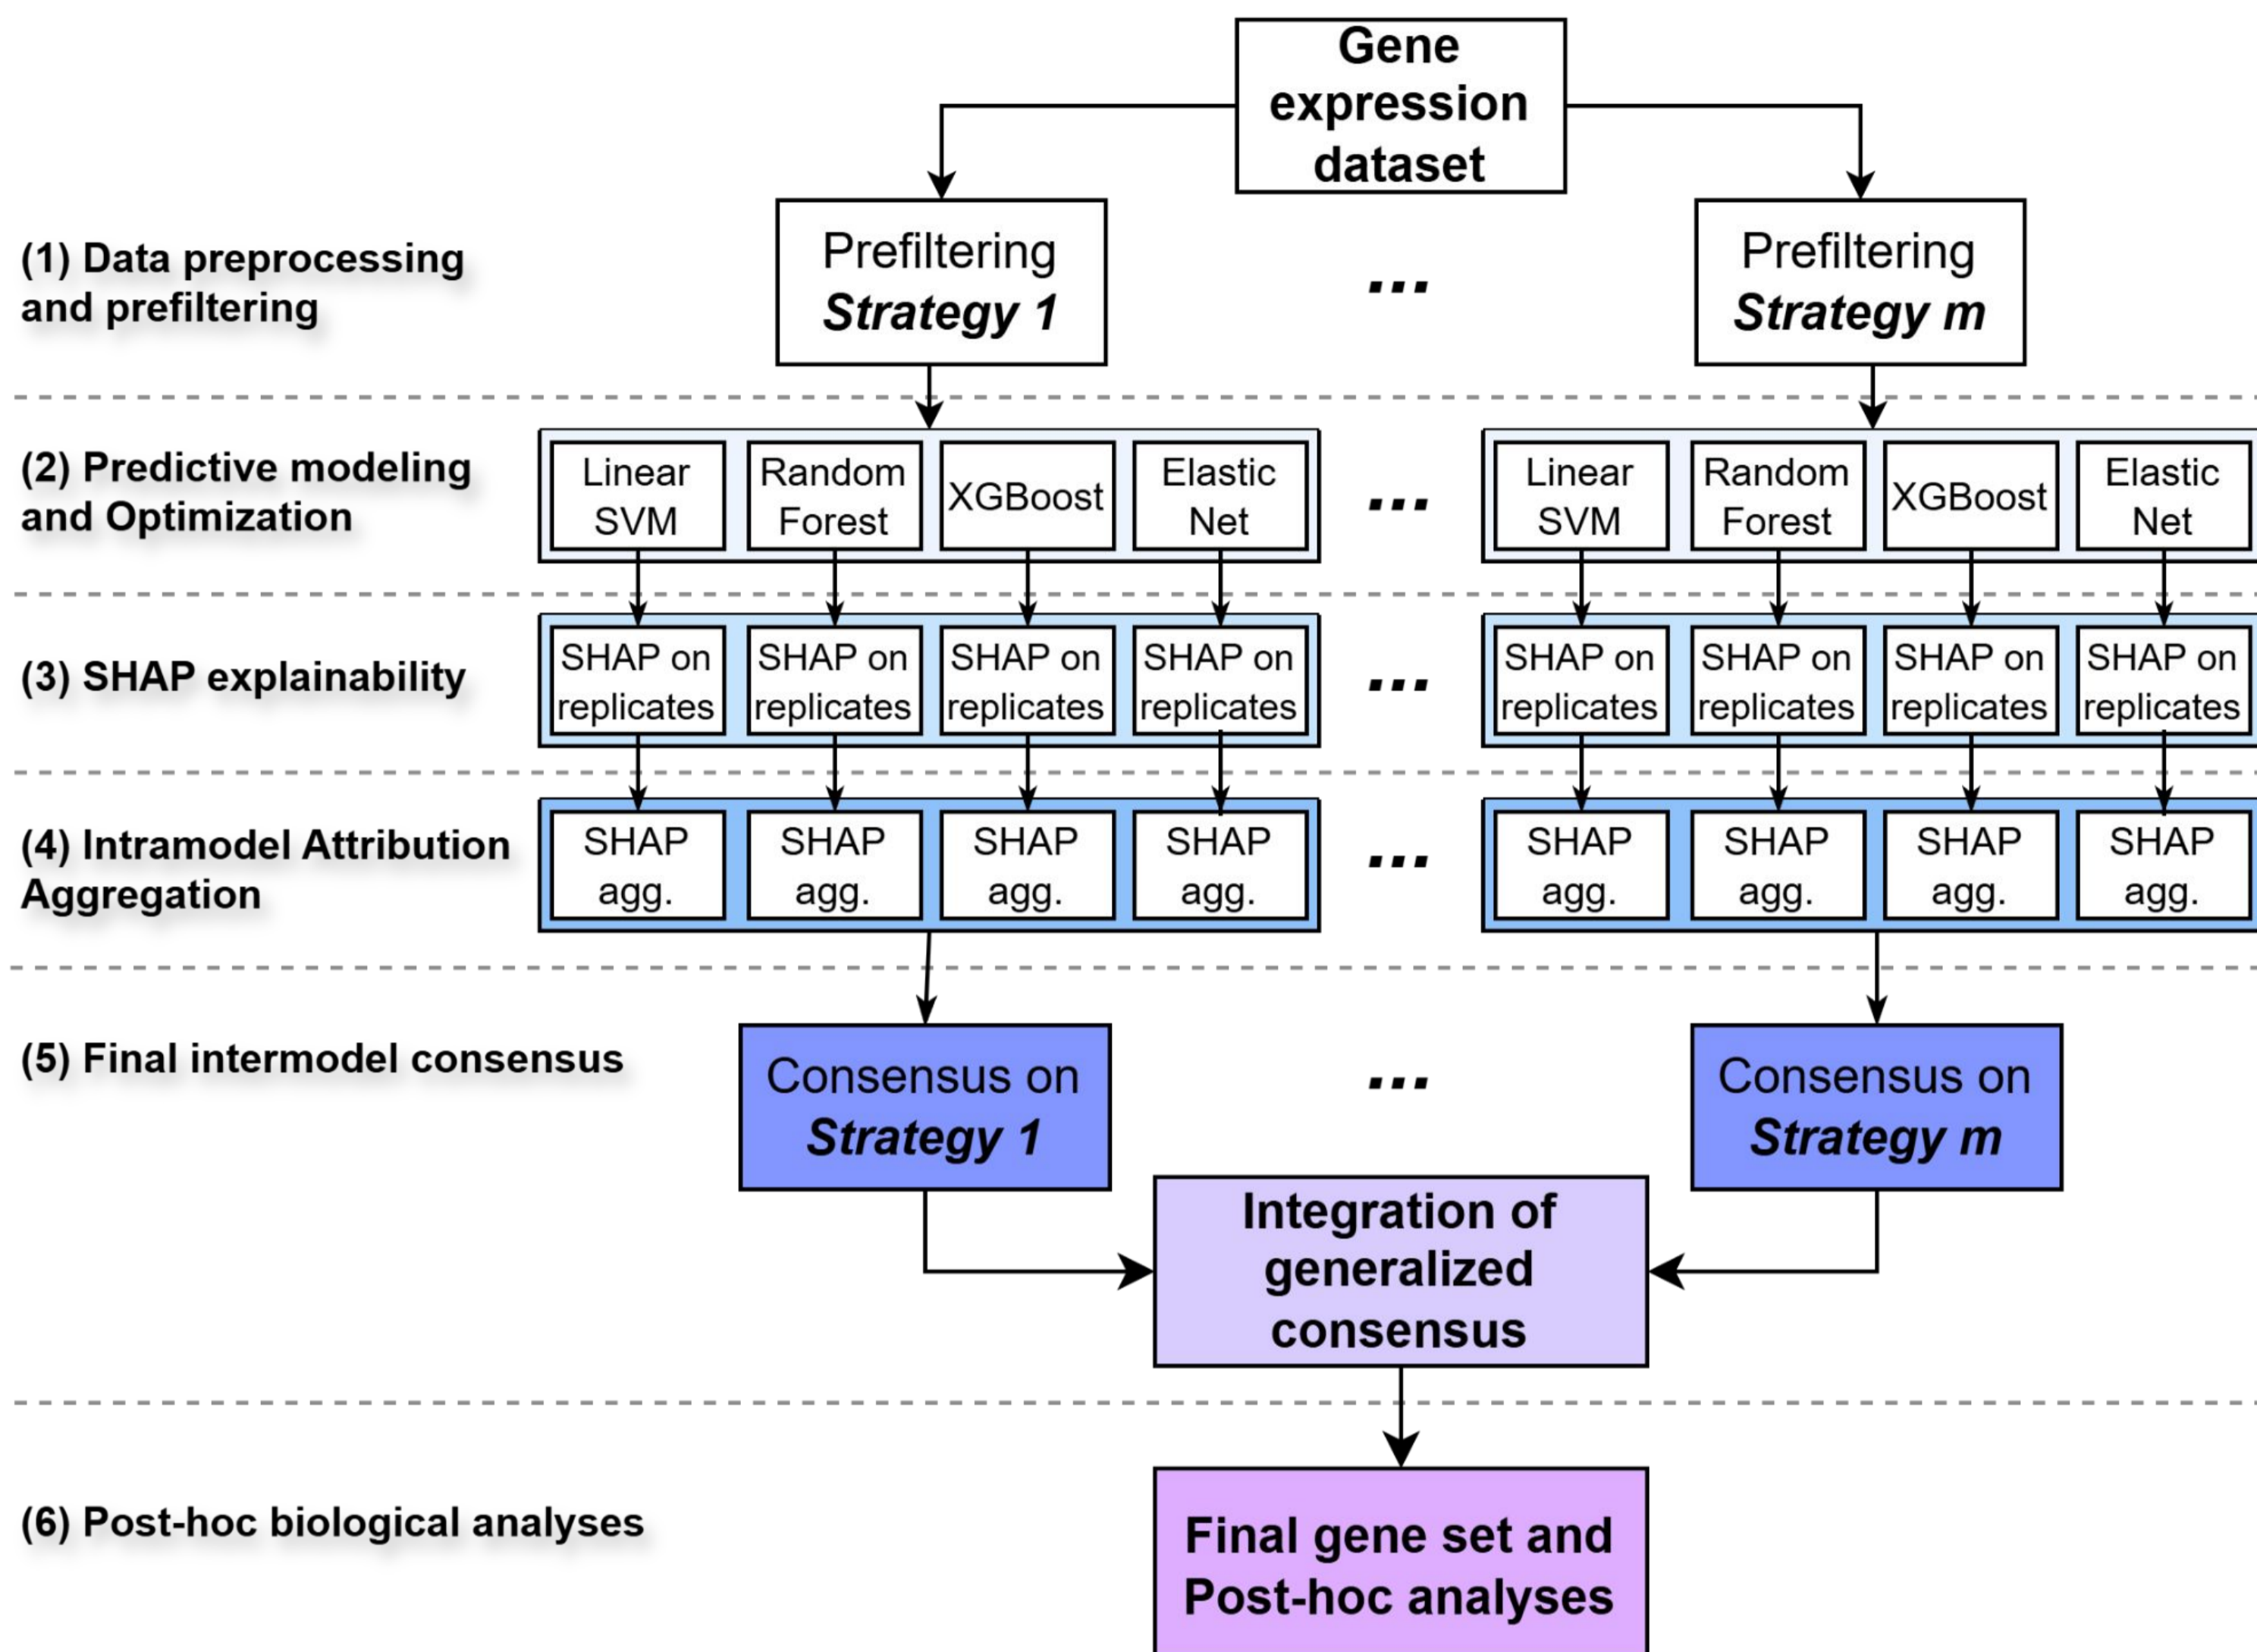 Gene
expression
dataset
(1) Data preprocessing
and prefiltering
Prefiltering
Strategy 1
...
Prefiltering
Strategy m
(2) Predictive modeling
and Optimization
Linear
SVM
Random
Forest
XGBoost
Elastic
Net
...
Linear
SVM
Random
Forest
XGBoost
Elastic
Net
(3) SHAP explainability
SHAP on
replicates
SHAP on
replicates
SHAP on
replicates
SHAP on
replicates
...
SHAP on
replicates
SHAP on
replicates
SHAP on
replicates
SHAP on
replicates
(4) Intramodel Attribution
Aggregation
SHAP
agg.
SHAP
agg.
SHAP
agg.
SHAP
agg.
...
SHAP
agg.
SHAP
agg.
SHAP
agg.
SHAP
agg.
(5) Final intermodel consensus
Consensus on
Strategy 1
...
Consensus on
Strategy m
Integration of
generalized
consensus
(6) Post-hoc biological analyses
Final gene set and
Post-hoc analyses